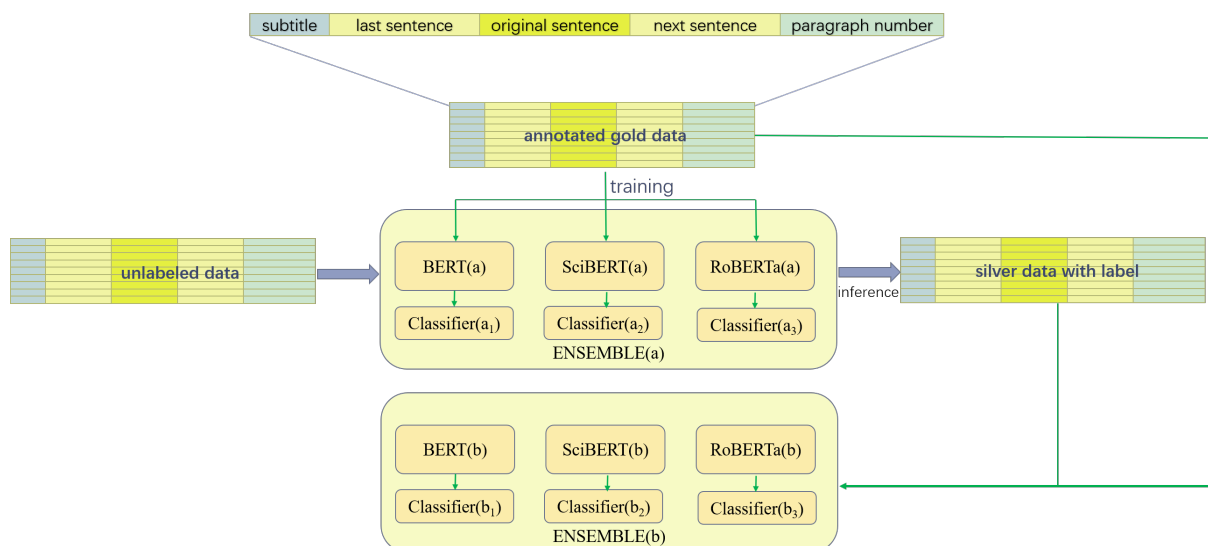 subtitle last sentence original sentence next sentence paragraph number
annotated gold data
training
unlabeled data
BERT(a) SciBERT(a) RoBERTa(a)
silver data with label
inference
Classifier(a₁) Classifier(a₂) Classifier(a₃)
ENSEMBLE(a)
BERT(b) SciBERT(b) RoBERTa(b)
Classifier(b₁) Classifier(b₂) Classifier(b₃)
ENSEMBLE(b)